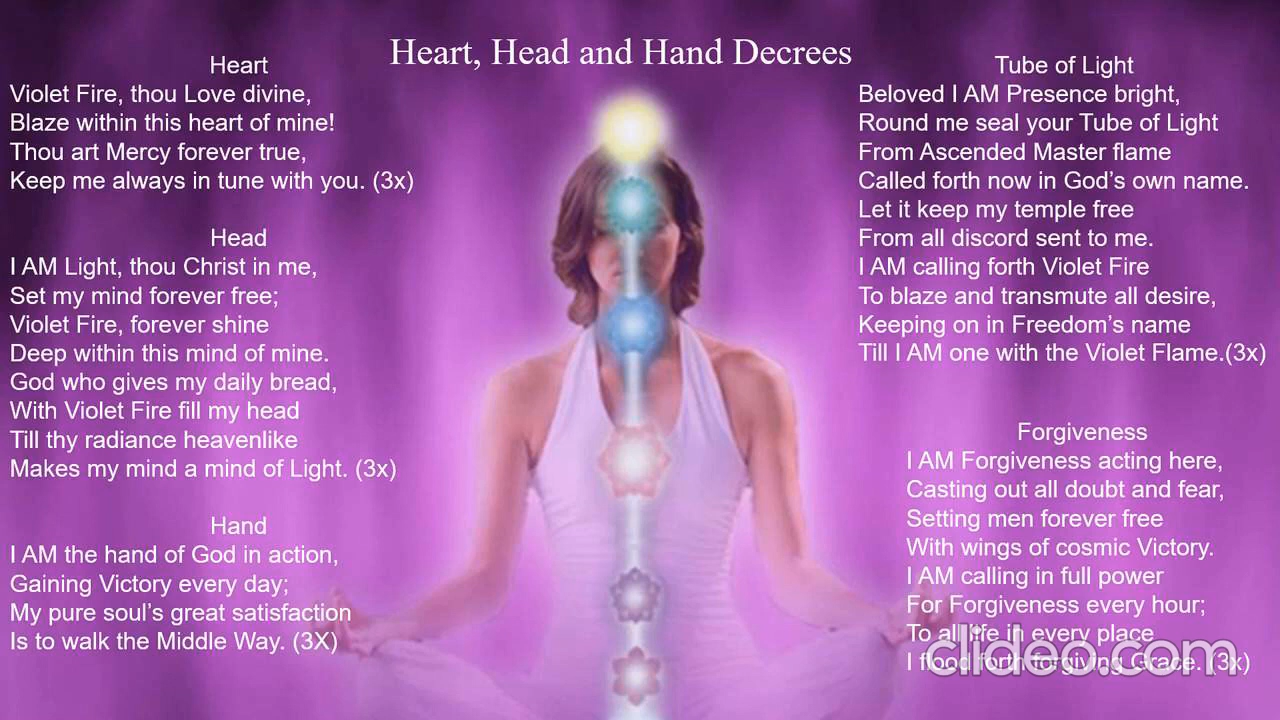 Heart, Head and Hand Decrees
Heart
Violet Fire, thou Love divine,
Blaze within this heart of mine!
Thou art Mercy forever true,
Keep me always in tune with you. (3x)
Head
I AM Light, thou Christ in me,
Set my mind forever free;
Violet Fire, forever shine
Deep within this mind of mine.
God who gives my daily bread,
With Violet Fire fill my head
Till thy radiance heavenlike
Makes my mind a mind of Light. (3x)
Hand
I AM the hand of God in action,
Gaining Victory every day;
My pure soul’s great satisfaction
Is to walk the Middle Way. (3X)
Tube of Light
Beloved I AM Presence bright,
Round me seal your Tube of Light
From Ascended Master flame
Called forth now in God’s own name.
Let it keep my temple free
From all discord sent to me.
I AM calling forth Violet Fire
To blaze and transmute all desire,
Keeping on in Freedom’s name
Till I AM one with the Violet Flame.(3x)
Forgiveness
I AM Forgiveness acting here,
Casting out all doubt and fear,
Setting men forever free
With wings of cosmic Victory.
I AM calling in full power
For Forgiveness every hour;
To all life in every place
I flood forth forgiving Grace. (3x)
clideo.com